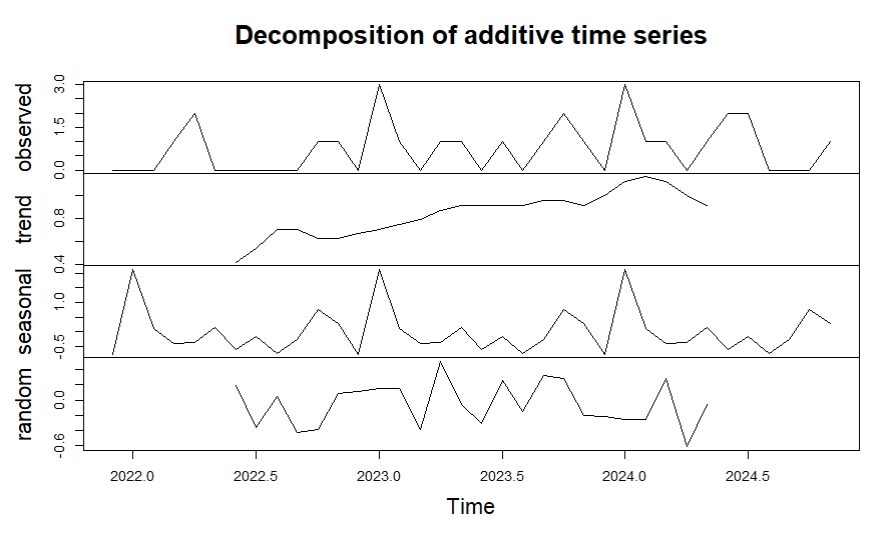 Decomposition of additive time series
observed
0.0 1.5 3.0
trend
0.4 0.8
seasonal
-0.5 1.0
random
-0.6 0.0
2022.0 2022.5 2023.0 2023.5 2024.0 2024.5
Time